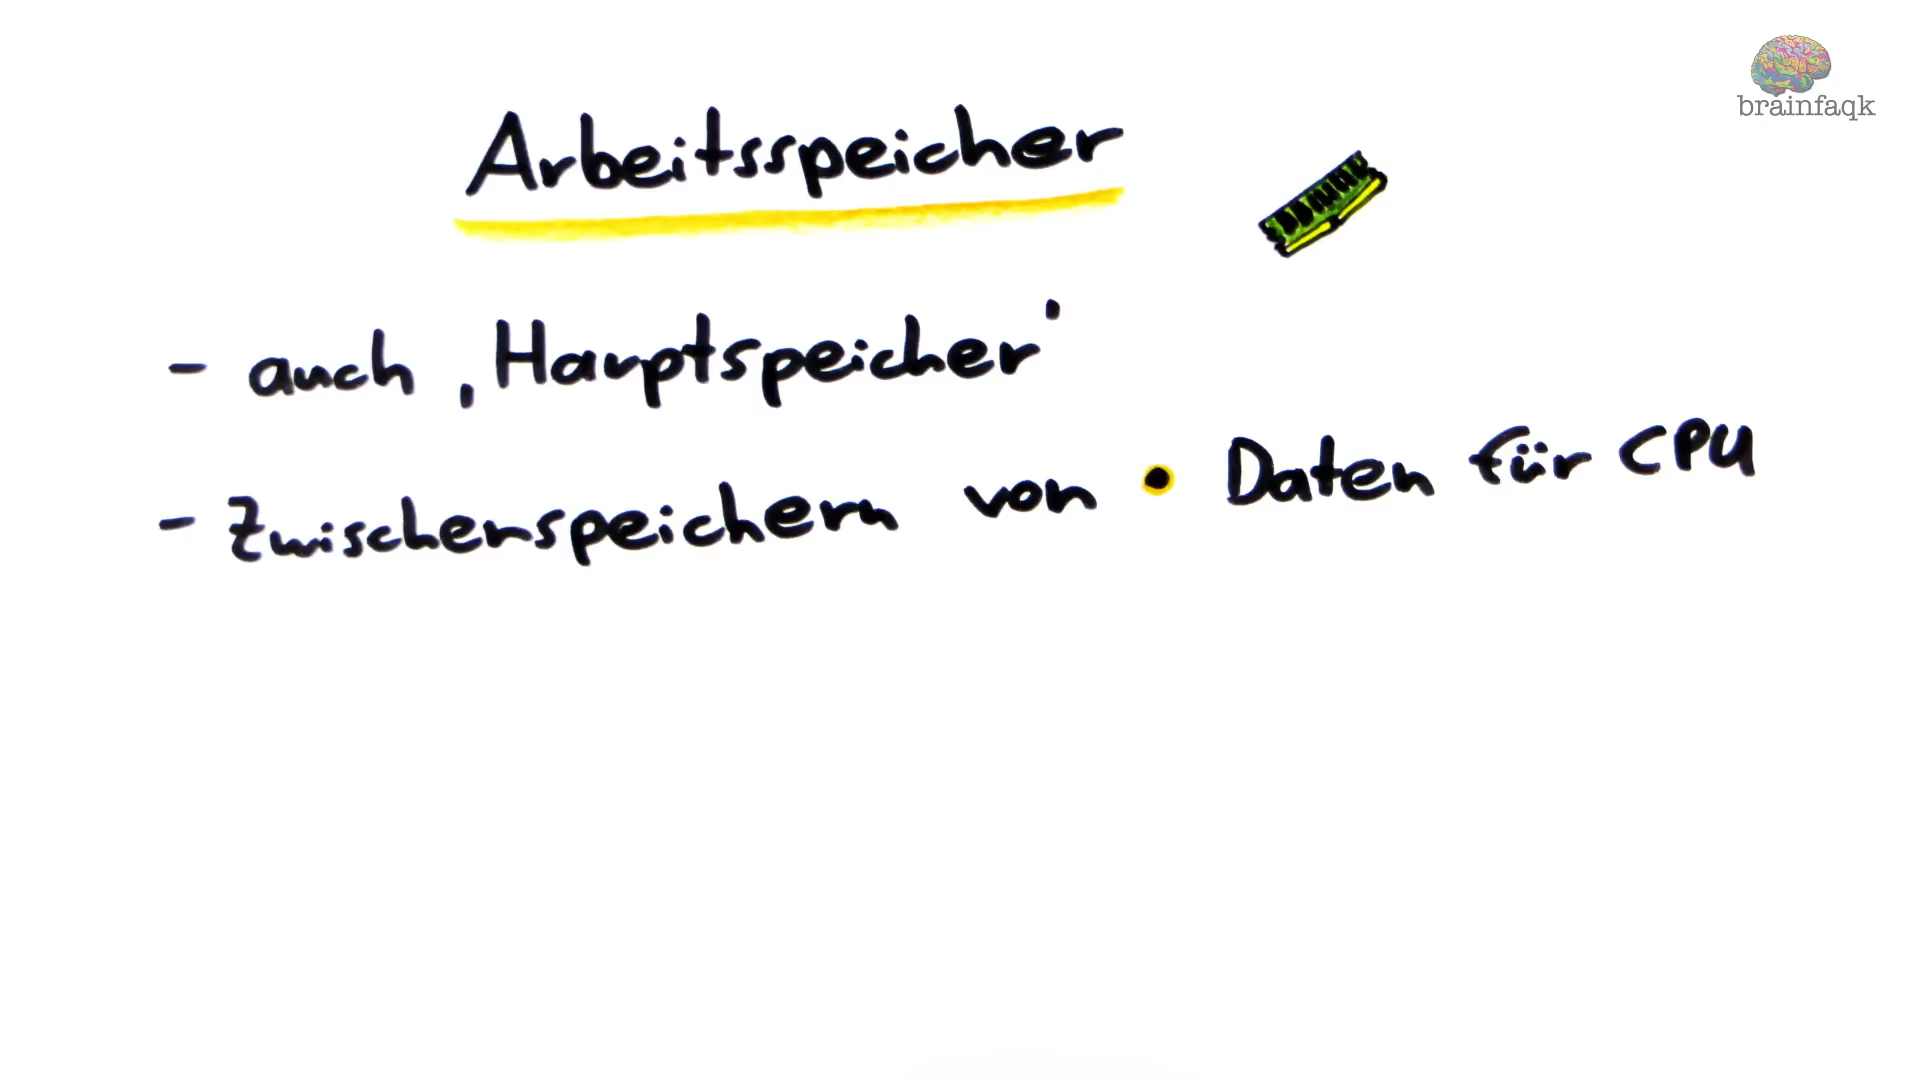 brainfaqk
Arbeitsspeicher
- auch ‚Hauptspeicher'
- Zwischenspeichern von • Daten für CPU